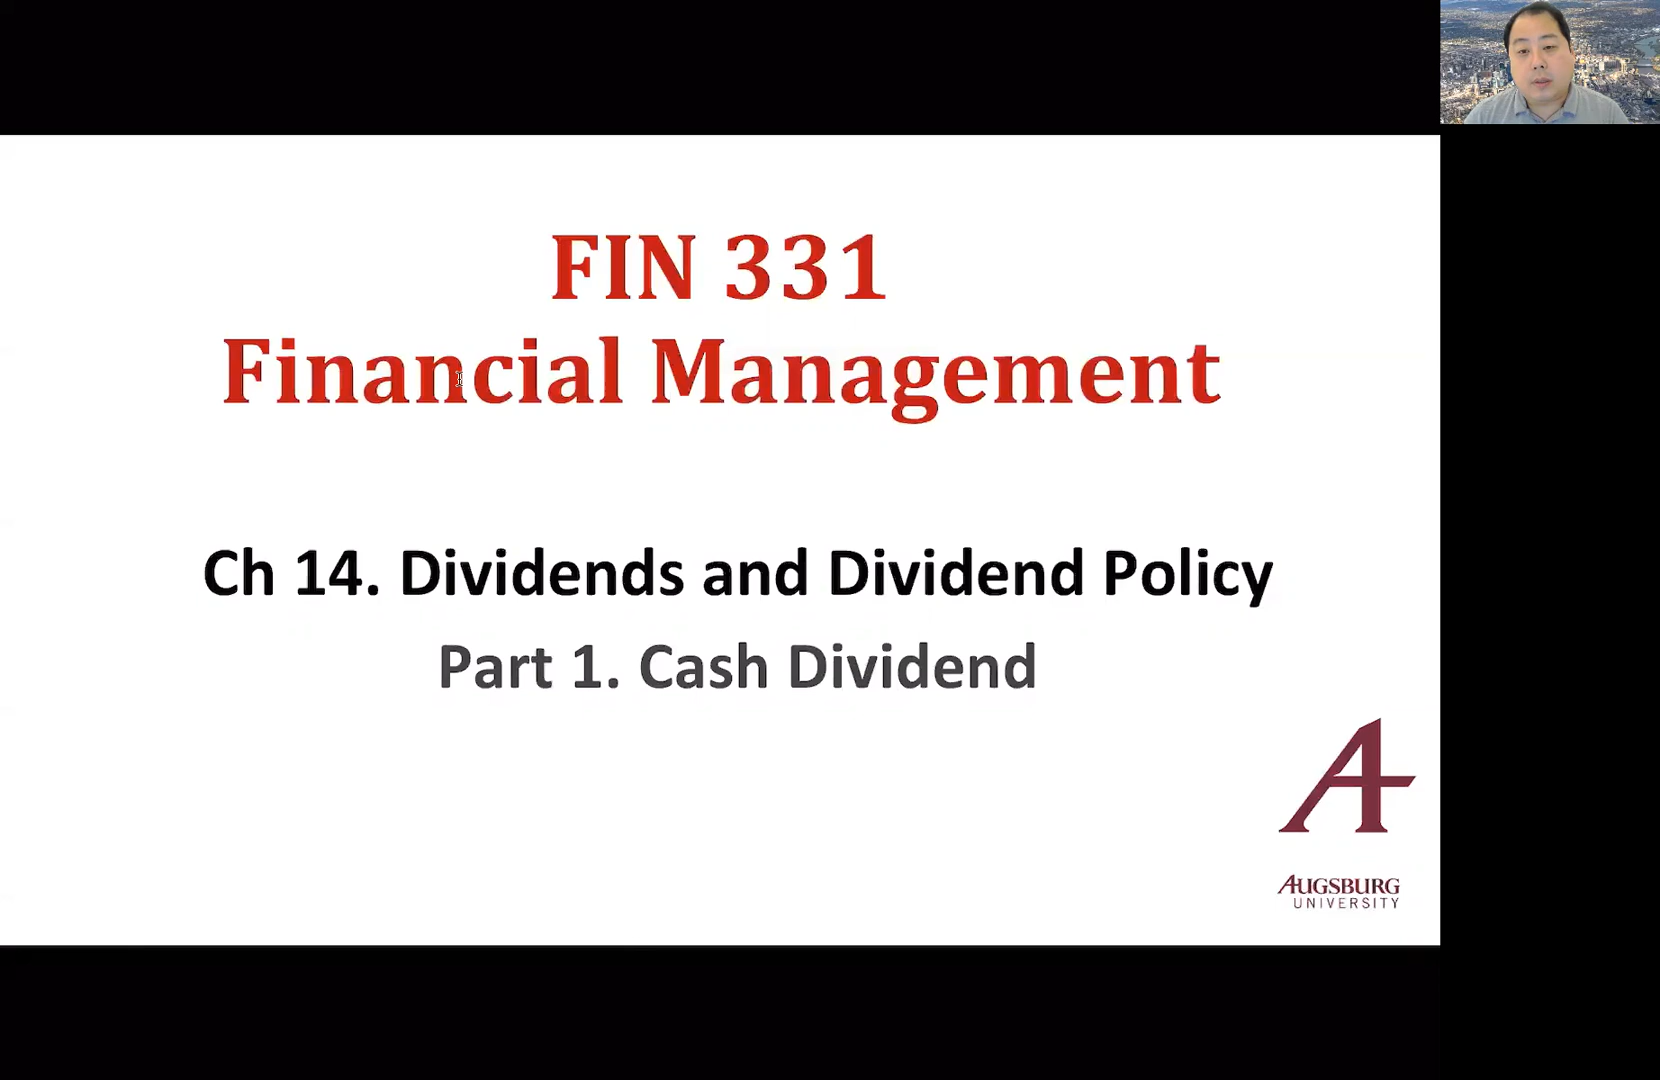 FIN 331
Financial Management
Ch 14. Dividends and Dividend Policy
Part 1. Cash Dividend
AUGSBURG
UNIVERSITY